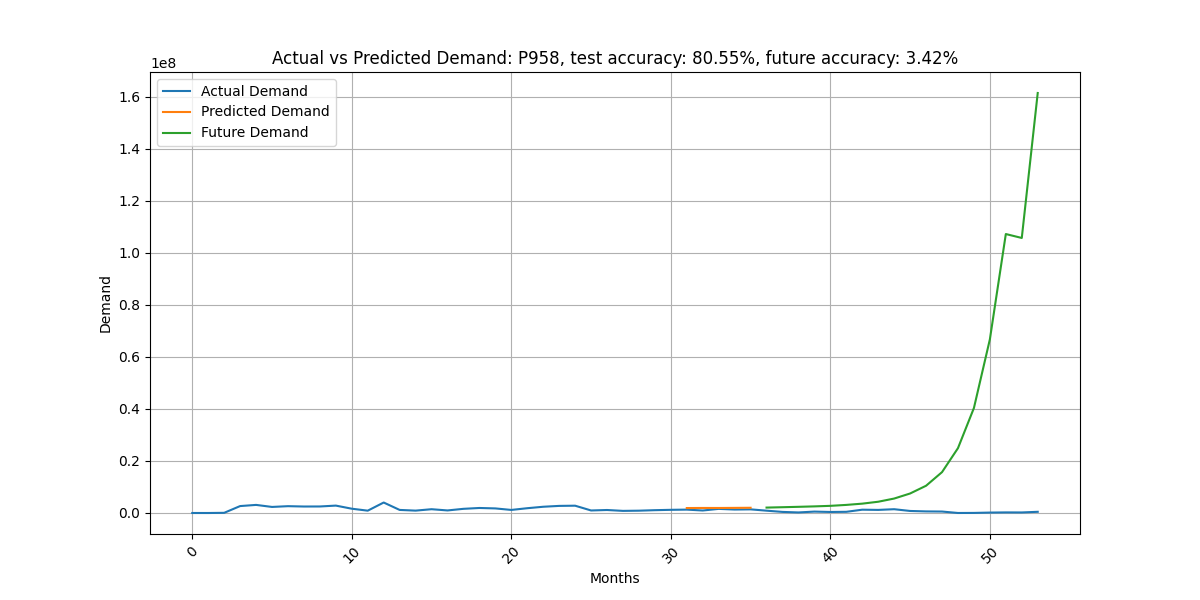 Actual vs Predicted Demand: P958, test accuracy: 80.55%, future accuracy: 3.42%
1e8
Actual Demand
Predicted Demand
Future Demand
1.6
1.4
1.2
1.0
0.8
0.6
0.4
0.2
0.0
Demand
0
10
20
30
40
50
Months